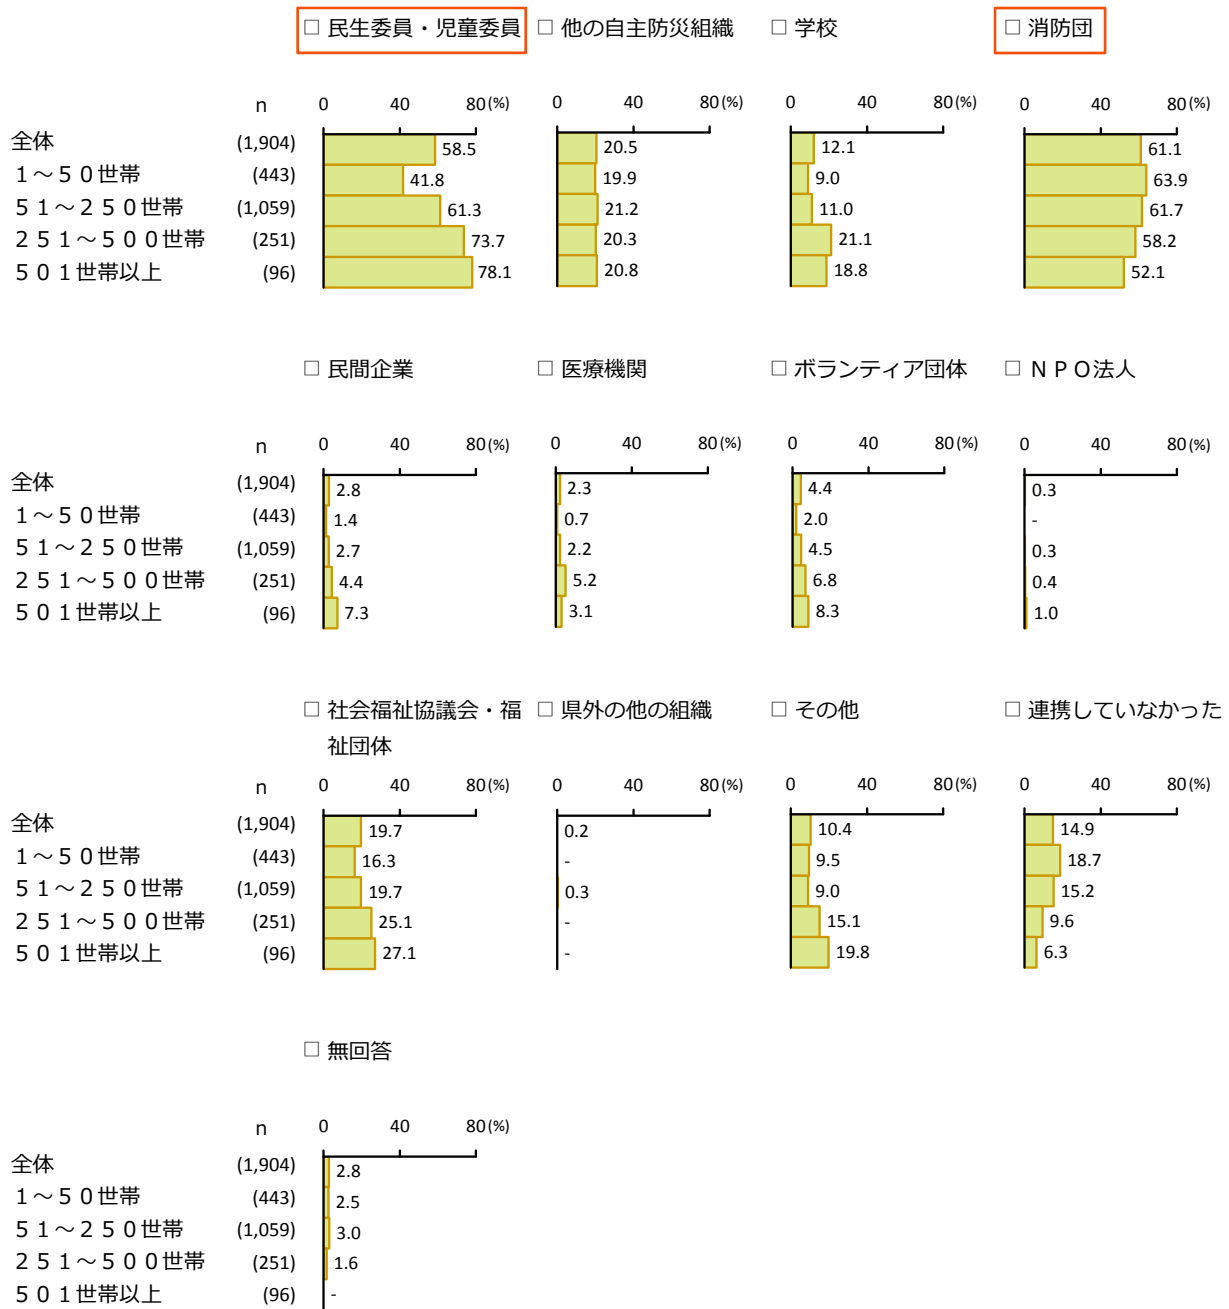 □ 民生委員・児童委員 □ 他の自主防災組織 □ 学校 □ 消防団
n 0 40 80(%) 0 40 80(%) 0 40 80(%) 0 40 80(%)
全体 (1,904) 58.5 20.5 12.1 61.1
１～５０世帯 (443) 41.8 19.9 9.0 63.9
５１～２５０世帯 (1,059) 61.3 21.2 11.0 61.7
２５１～５００世帯 (251) 73.7 20.3 21.1 58.2
５０１世帯以上 (96) 78.1 20.8 18.8 52.1
□ 民間企業 □ 医療機関 □ ボランティア団体 □ ＮＰＯ法人
n 0 40 80(%) 0 40 80(%) 0 40 80(%) 0 40 80(%)
全体 (1,904) 2.8 2.3 4.4 0.3
１～５０世帯 (443) 1.4 0.7 2.0 -
５１～２５０世帯 (1,059) 2.7 2.2 4.5 0.3
２５１～５００世帯 (251) 4.4 5.2 6.8 0.4
５０１世帯以上 (96) 7.3 3.1 8.3 1.0
□ 社会福祉協議会・福 □ 県外の他の組織 □ その他 □ 連携していなかった
祉団体
n 0 40 80(%) 0 40 80(%) 0 40 80(%) 0 40 80(%)
全体 (1,904) 19.7 0.2 10.4 14.9
１～５０世帯 (443) 16.3 - 9.5 18.7
５１～２５０世帯 (1,059) 19.7 0.3 9.0 15.2
２５１～５００世帯 (251) 25.1 - 15.1 9.6
５０１世帯以上 (96) 27.1 - 19.8 6.3
□ 無回答
n 0 40 80(%)
全体 (1,904) 2.8
１～５０世帯 (443) 2.5
５１～２５０世帯 (1,059) 3.0
２５１～５００世帯 (251) 1.6
５０１世帯以上 (96) -